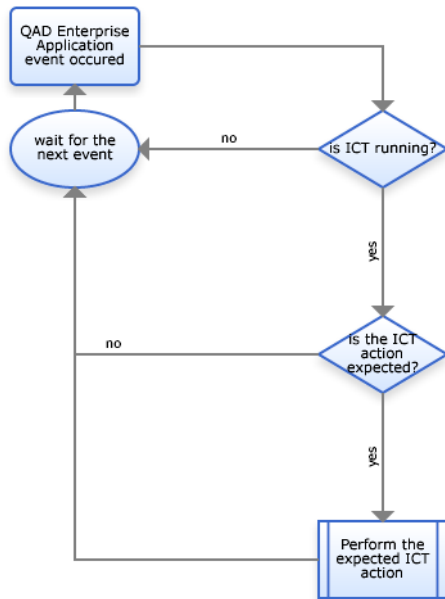 QAD Enterprise
Application
event occured
wait for the
next event
no
is ICT running?
yes
is the ICT
action
expected?
no
yes
Perform the
expected ICT
action